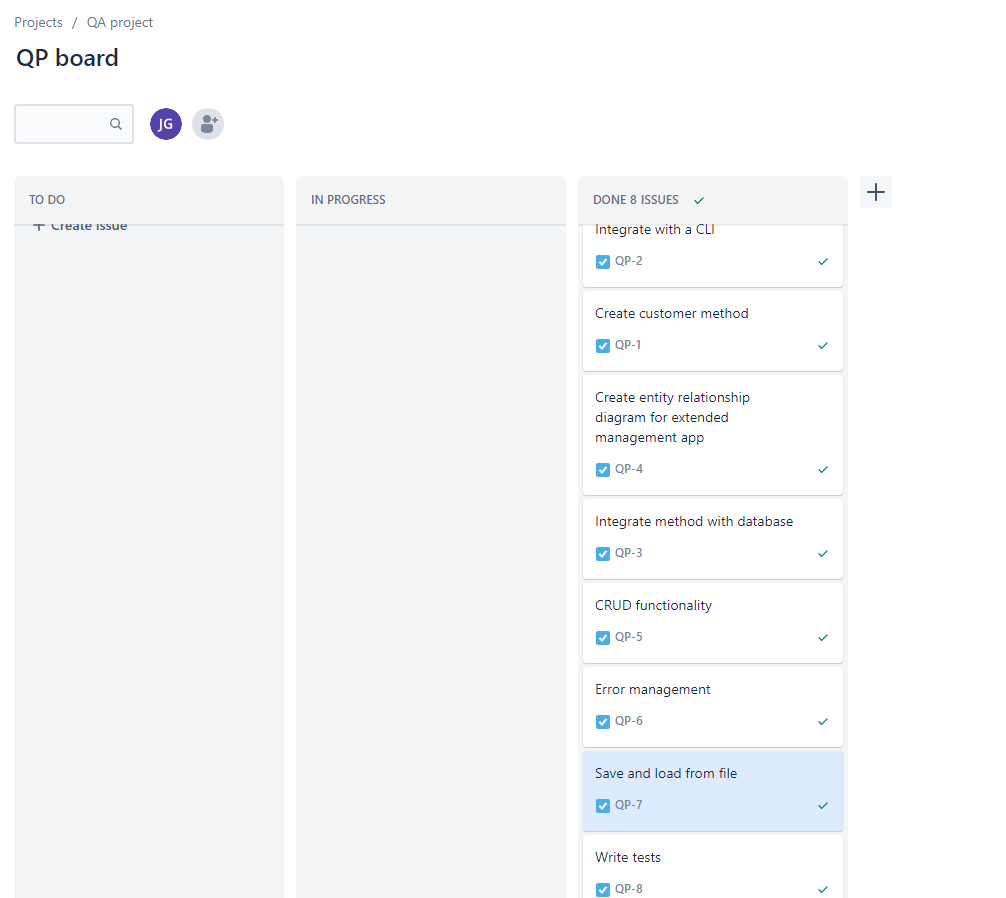 Projects / QA project
QP board
JG
TO DO
+ Create issue
IN PROGRESS
DONE 8 ISSUES
Integrate with a CLI
QP-2
Create customer method
QP-1
Create entity relationship
diagram for extended
management app
QP-4
Integrate method with database
QP-3
CRUD functionality
QP-5
Error management
QP-6
Save and load from file
QP-7
Write tests
QP-8